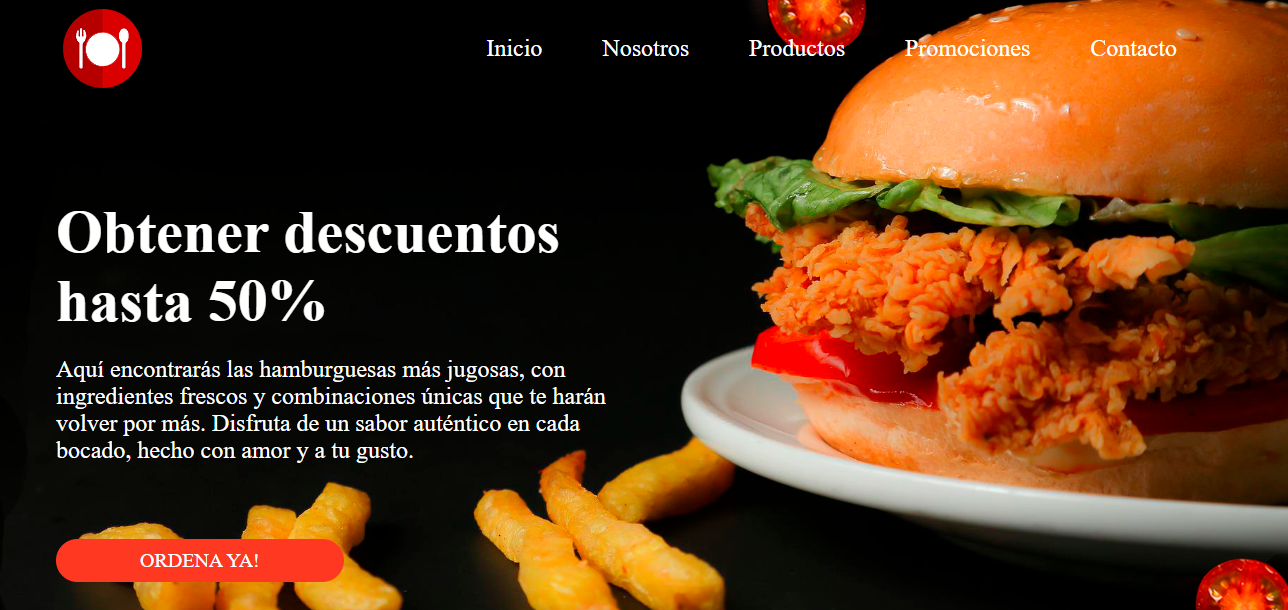 Inicio Nosotros Productos Promociones Contacto
Obtener descuentos
hasta 50%
Aquí encontrarás las hamburguesas más jugosas, con
ingredientes frescos y combinaciones únicas que te harán
volver por más. Disfruta de un sabor auténtico en cada
bocado, hecho con amor y a tu gusto.
ORDENA YA!